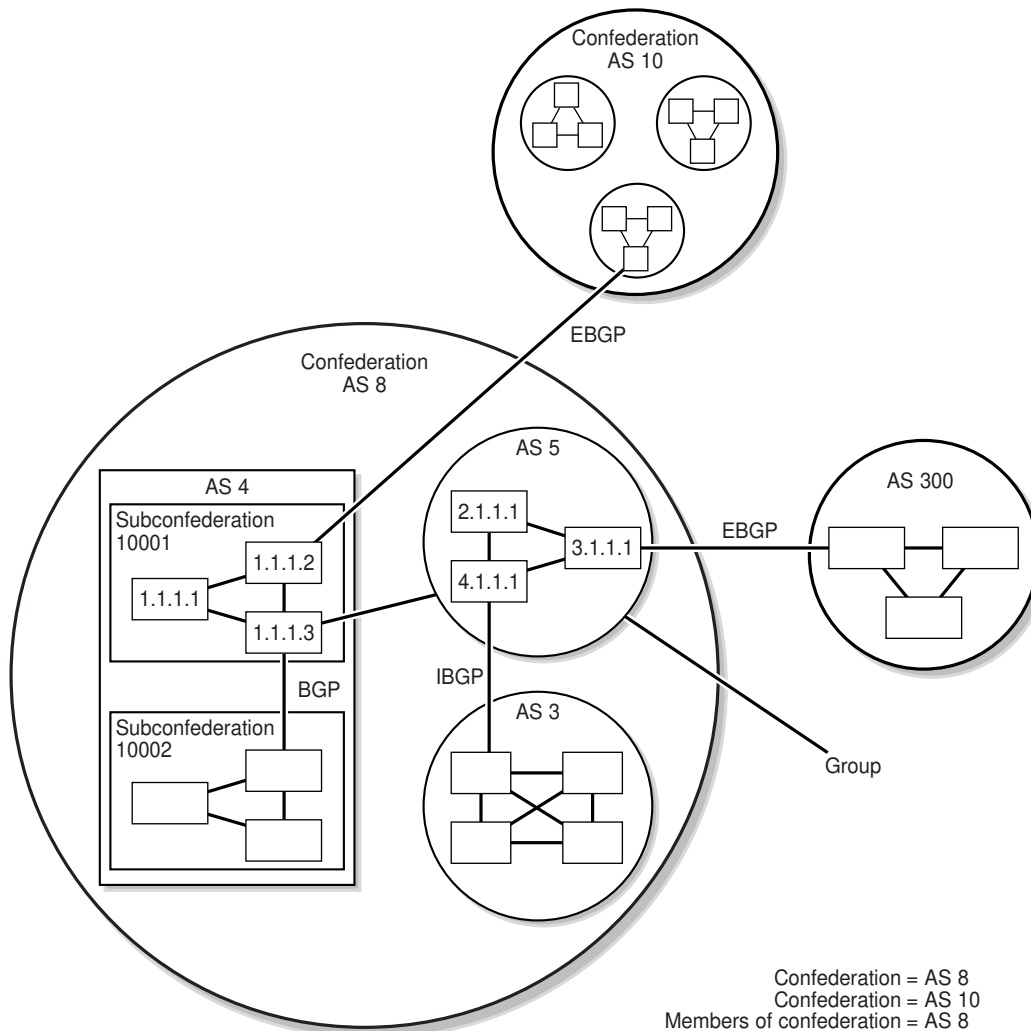 Confederation
AS 10
EBGP
Confederation
AS 8
AS 5
AS 4
Subconfederation
10001
1.1.1.2
1.1.1.1
1.1.1.3
2.1.1.1
3.1.1.1
4.1.1.1
EBGP
AS 300
BGP
IBGP
Subconfederation
10002
AS 3
Group
Confederation = AS 8
Confederation = AS 10
Members of confederation = AS 8